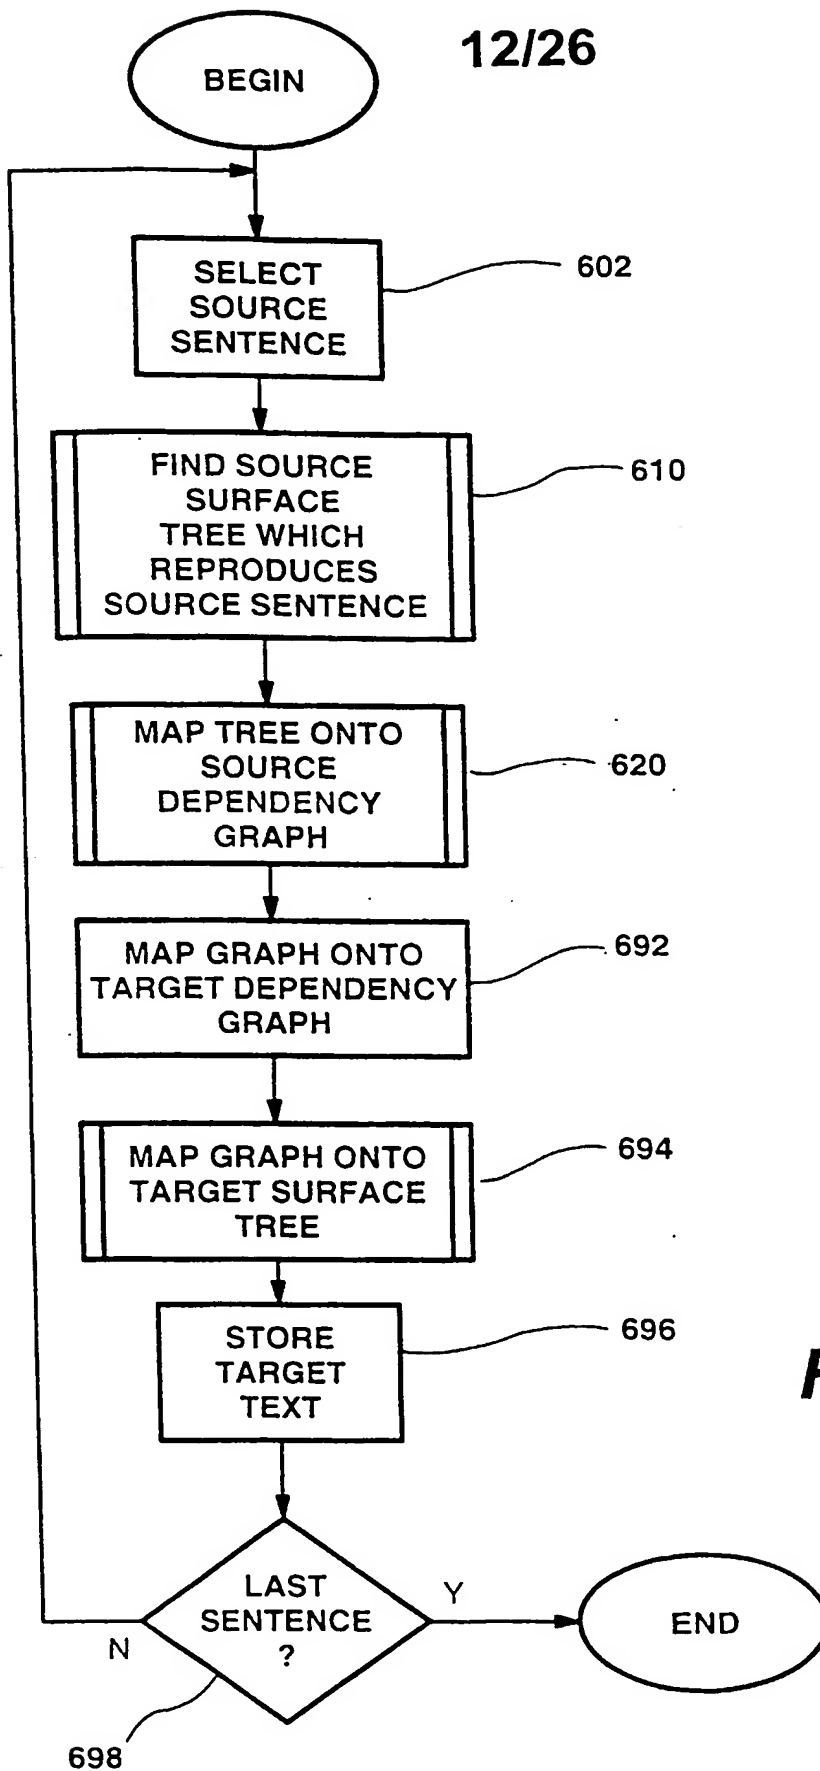 12/26
BEGIN
SELECT
SOURCE
SENTENCE
602
FIND SOURCE
SURFACE
TREE WHICH
REPRODUCES
SOURCE SENTENCE
610
MAP TREE ONTO
SOURCE
DEPENDENCY
GRAPH
620
MAP GRAPH ONTO
TARGET DEPENDENCY
GRAPH
692
MAP GRAPH ONTO
TARGET SURFACE
TREE
694
STORE
TARGET
TEXT
696
LAST
SENTENCE
?
Y
N
END
698